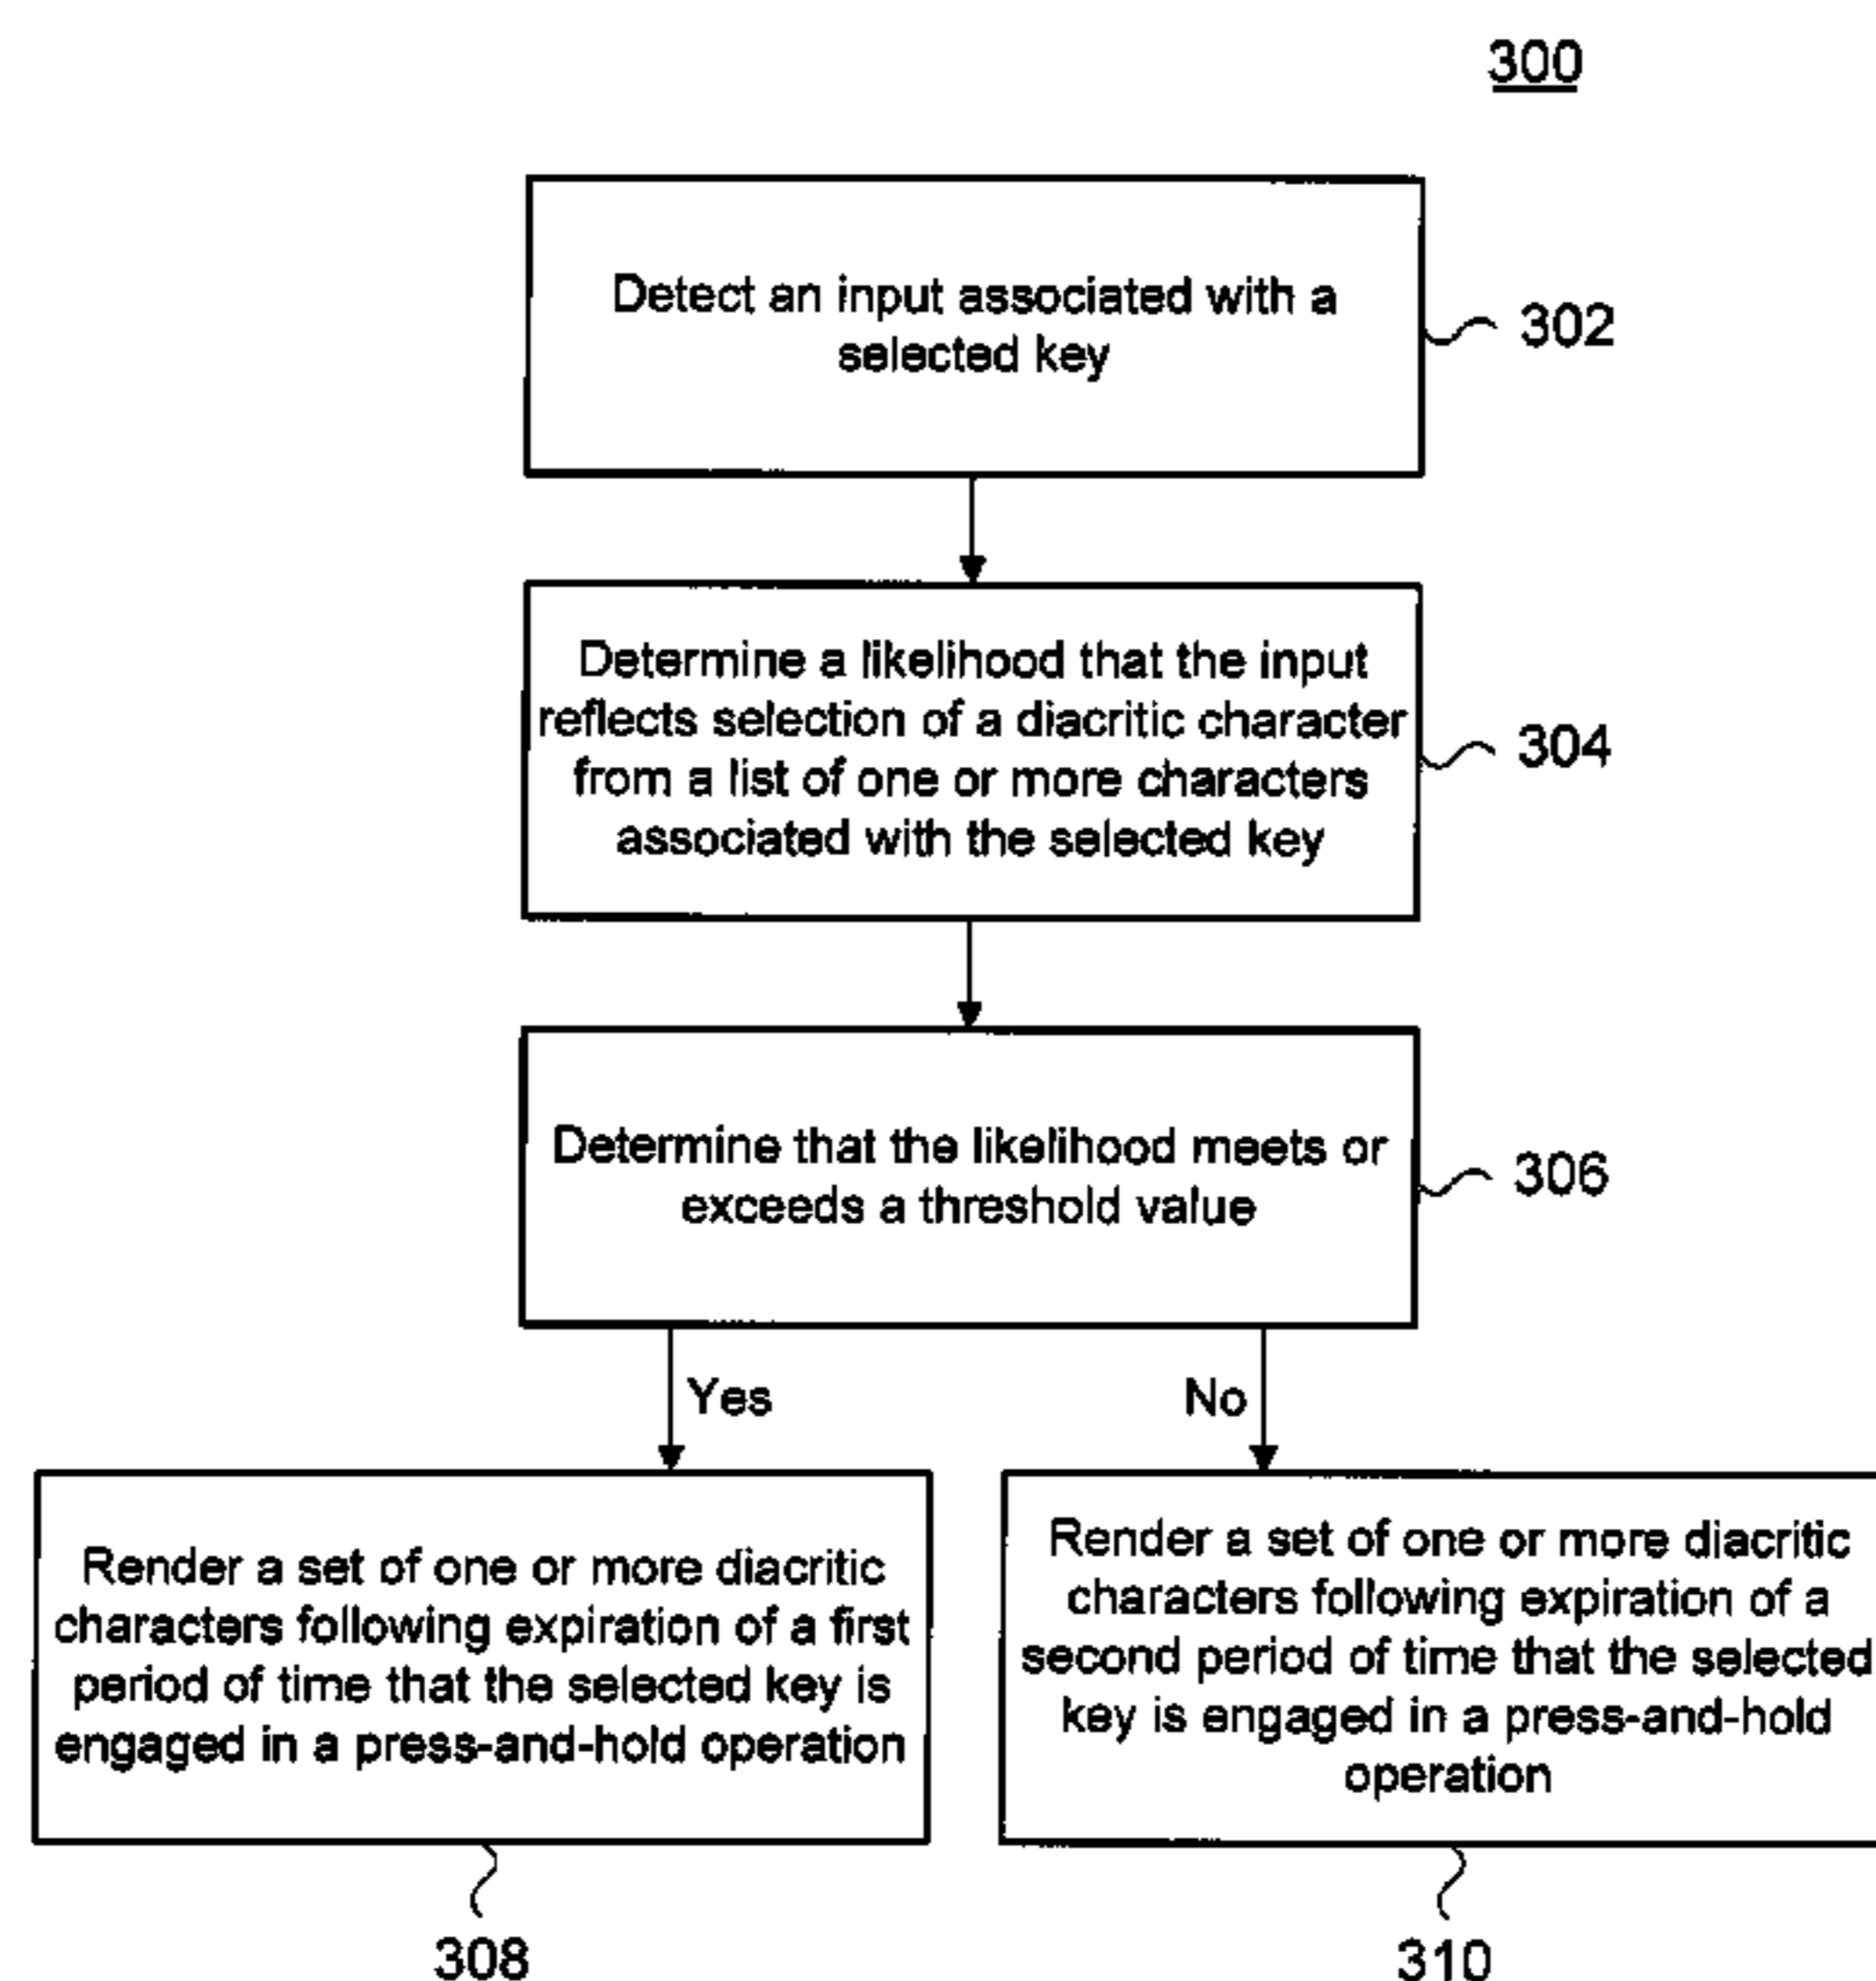 300
Detect an input associated with a
selected key
302
Determine a likelihood that the input
reflects selection of a diacritic character
from a list of one or more characters
associated with the selected key
304
Determine that the likelihood meets or
exceeds a threshold value
306
Yes
No
Render a set of one or more diacritic
characters following expiration of a first
period of time that the selected key is
engaged in a press-and-hold operation
308
Render a set of one or more diacritic
characters following expiration of a
second period of time that the selected
key is engaged in a press-and-hold
operation
310